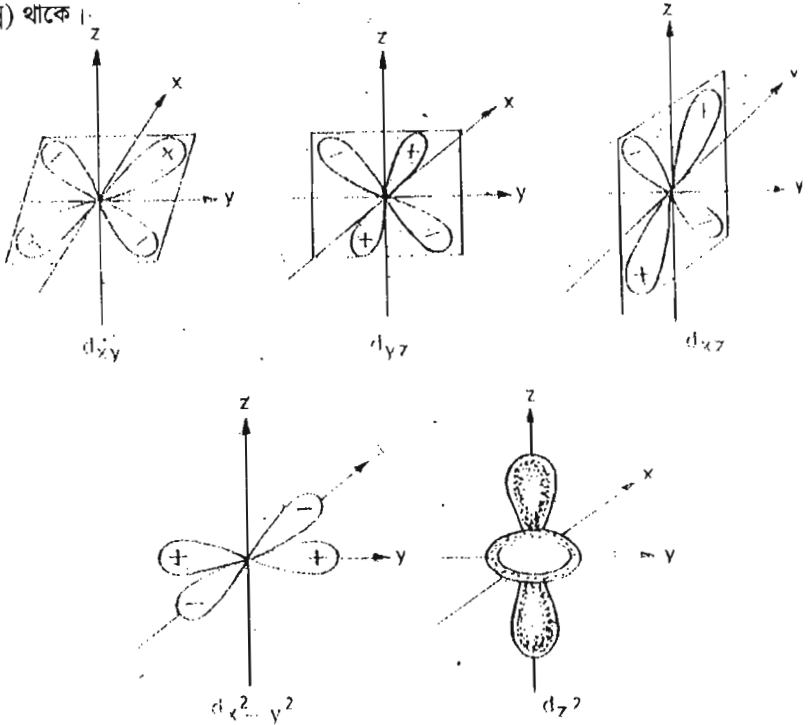 থাকে।
z
x
y
+
-
-
dxy
z
x
y
-
+
+
-
dyz
z
y
+
-
-
+
dxz
z
y
-
+
+
-
dx² - y²
z
x
y
dz²